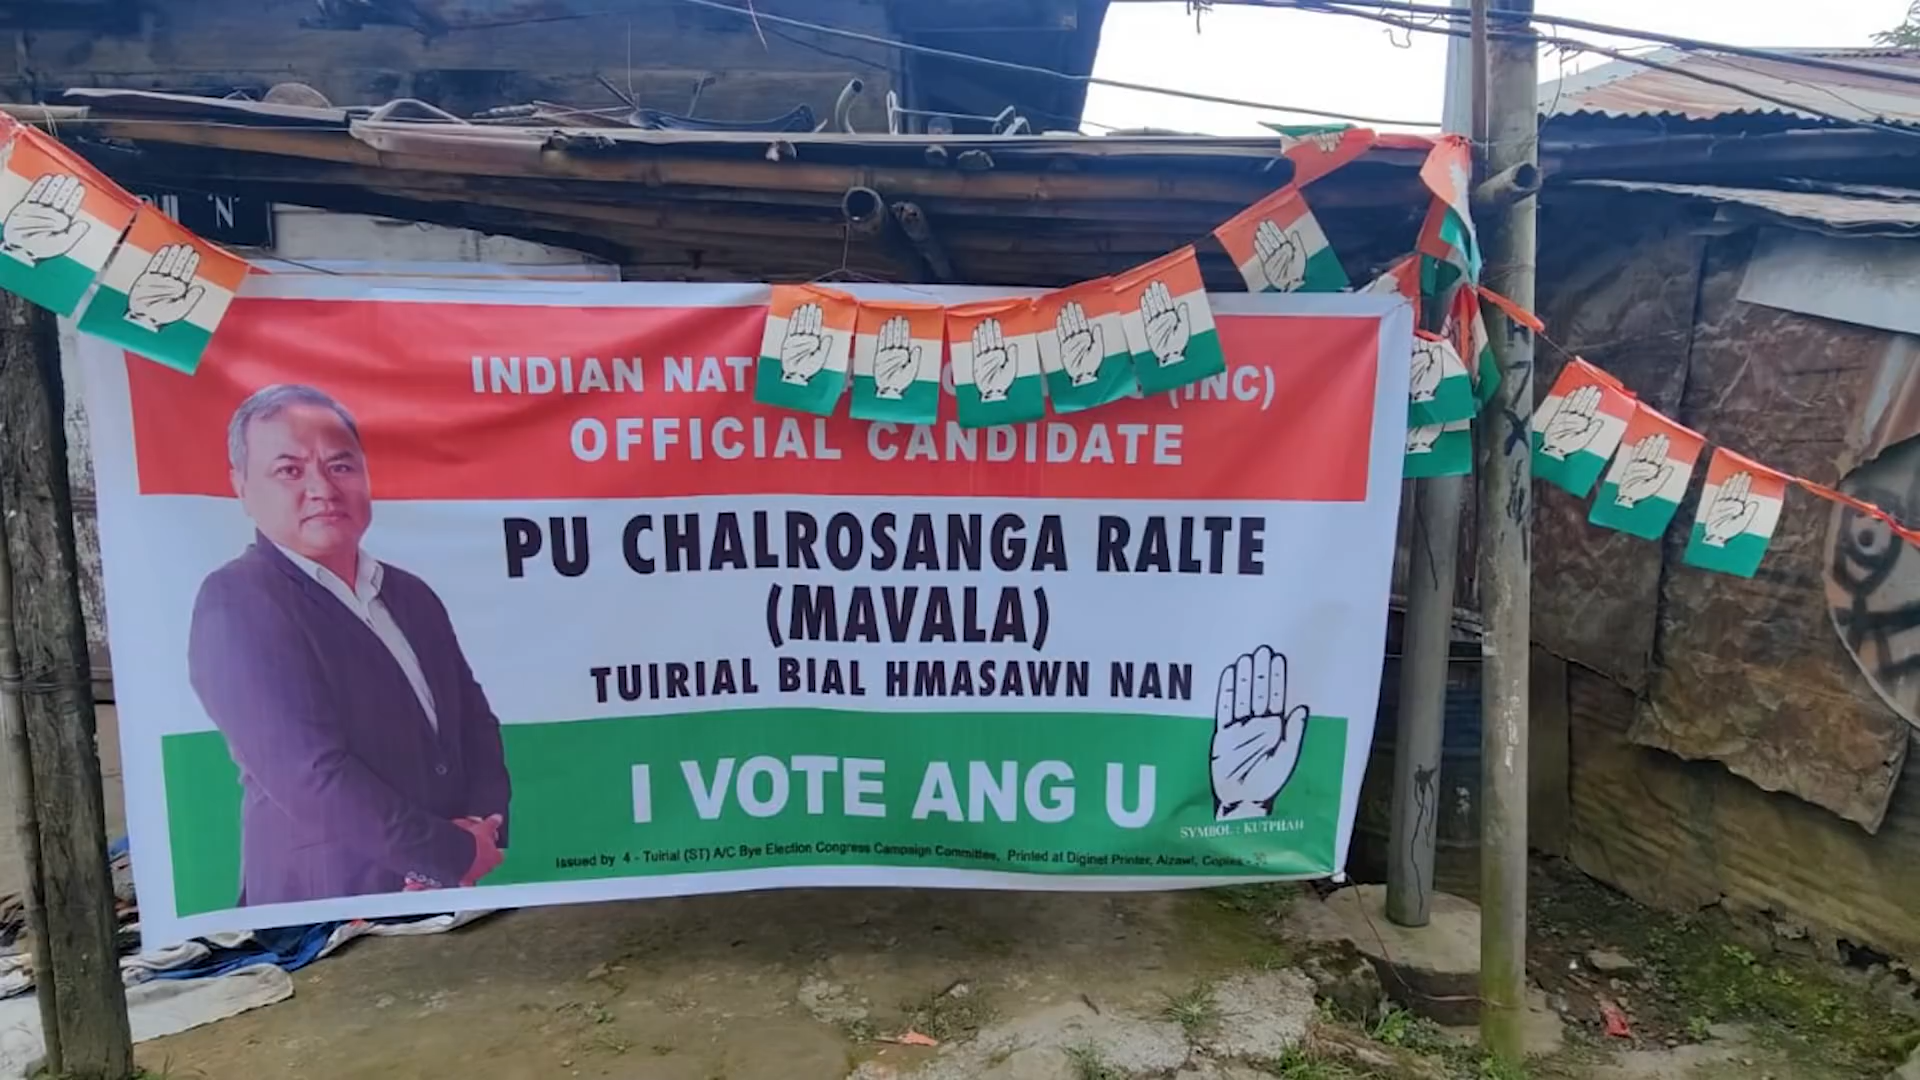 'N'
INDIAN NAT (INC)
OFFICIAL CANDIDATE
PU CHALROSANGA RALTE
(MAVALA)
TUIRIAL BIAL HMASAWN NAN
I VOTE ANG U
SYMBOL : KUTPHAH
Issued by 4 - Tuirial (ST) A/C Bye Election Congress Campaign Committee, Printed at Diginet Printer, Aizawl, Copies -